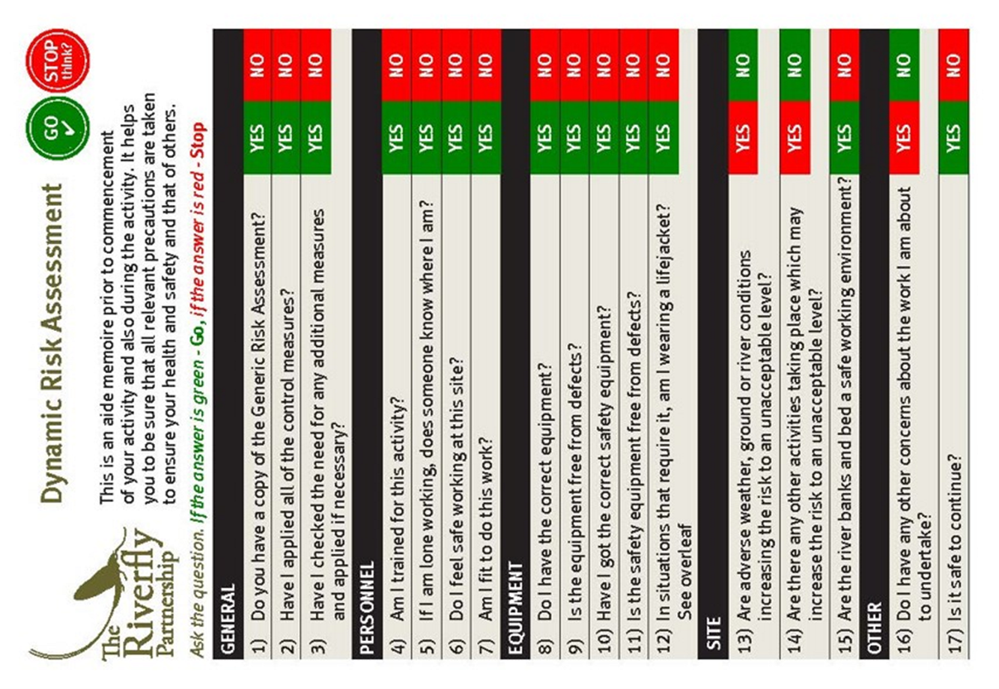 The
Riverfly
Partnership
Dynamic Risk Assessment
GO
STOP
think?
This is an aide memoire prior to commencement
of your activity and also during the activity. It helps
you to be sure that all relevant precautions are taken
to ensure your health and safety and that of others.
Ask the question. If the answer is green - Go, if the answer is red - Stop
GENERAL
1) Do you have a copy of the Generic Risk Assessment? YES NO
2) Have I applied all of the control measures? YES NO
3) Have I checked the need for any additional measures YES NO
and applied if necessary?
PERSONNEL
4) Am I trained for this activity? YES NO
5) If I am lone working, does someone know where I am? YES NO
6) Do I feel safe working at this site? YES NO
7) Am I fit to do this work? YES NO
EQUIPMENT
8) Do I have the correct equipment? YES NO
9) Is the equipment free from defects? YES NO
10) Have I got the correct safety equipment? YES NO
11) Is the safety equipment free from defects? YES NO
12) In situations that require it, am I wearing a lifejacket? YES NO
See overleaf
SITE
13) Are adverse weather, ground or river conditions YES NO
increasing the risk to an unacceptable level?
14) Are there any other activities taking place which may YES NO
increase the risk to an unacceptable level?
15) Are the river banks and bed a safe working environment? YES NO
OTHER
16) Do I have any other concerns about the work I am about YES NO
to undertake?
17) Is it safe to continue? YES NO